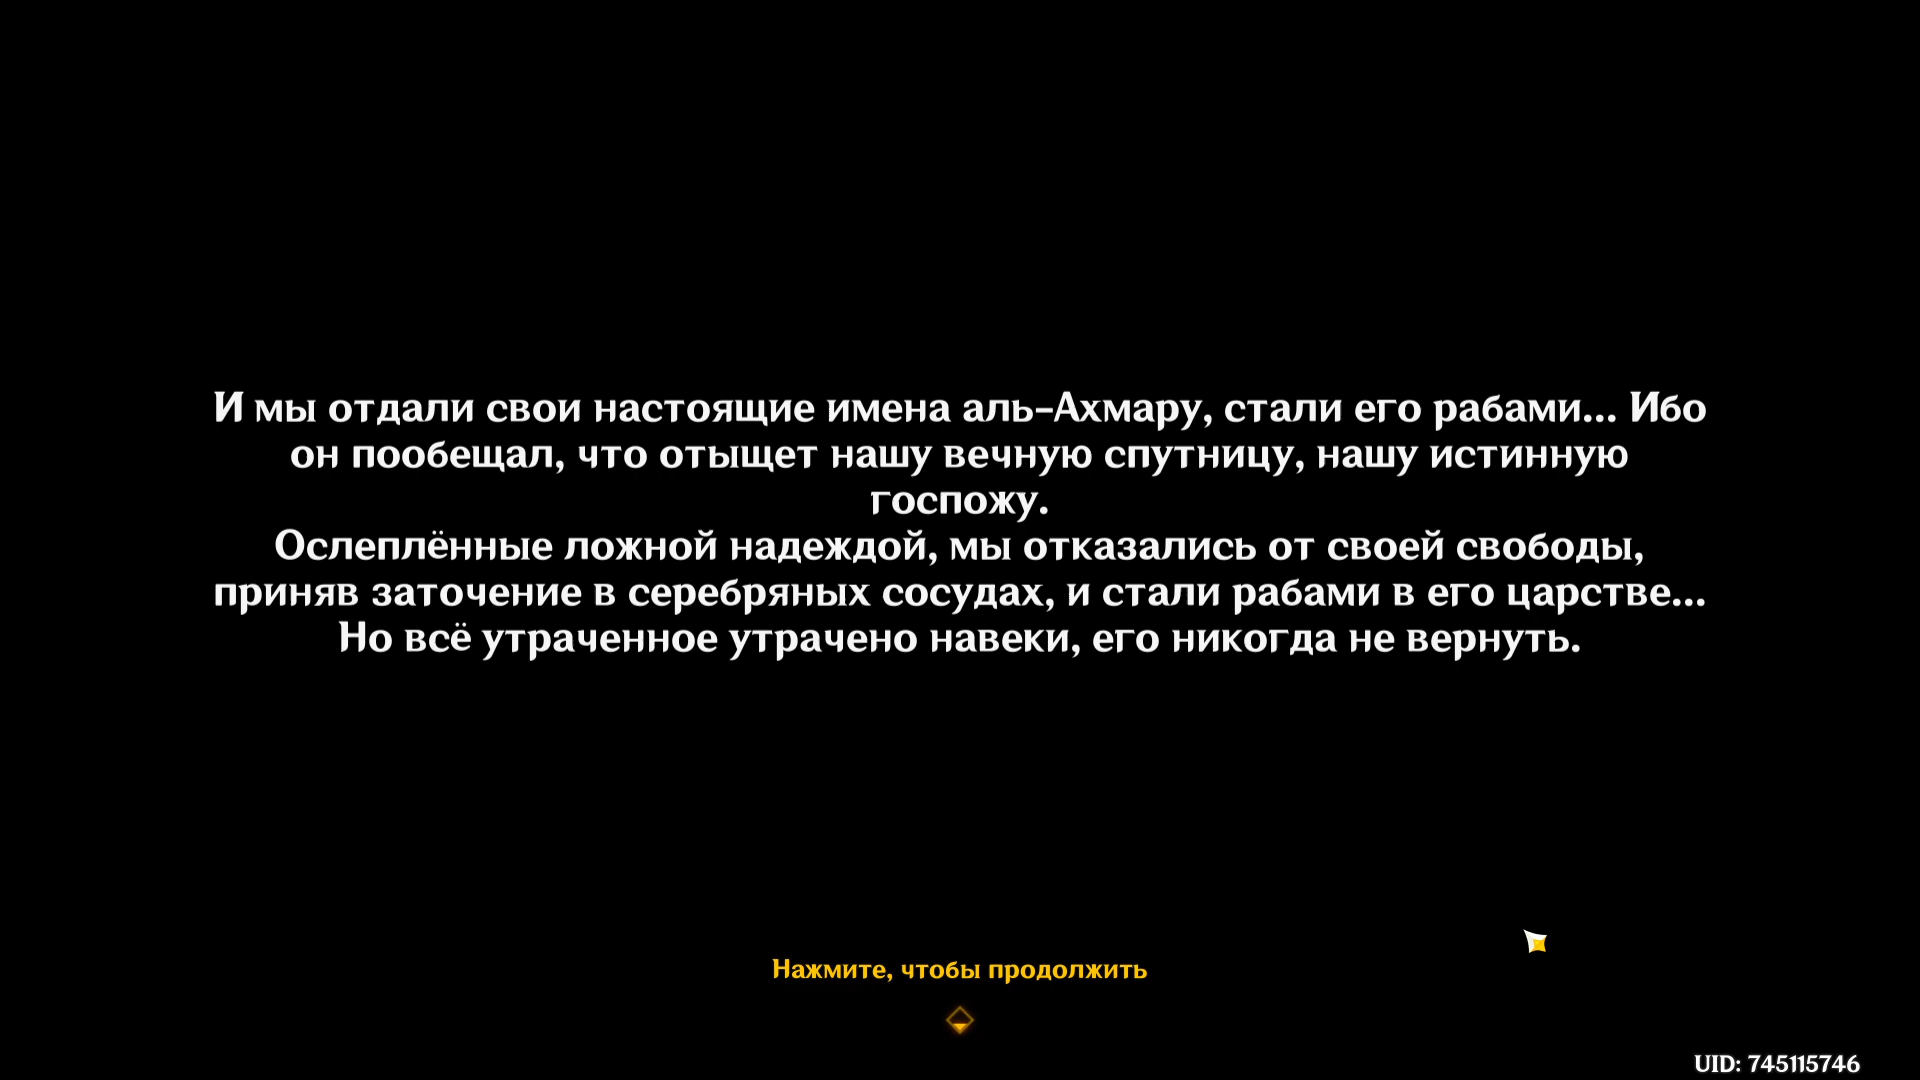 И мы отдали свои настоящие имена аль-Ахмару, стали его рабами... Ибо
он пообещал, что отыщет нашу вечную спутницу, нашу истинную
госпожу.
Ослеплённые ложной надеждой, мы отказались от своей свободы,
приняв заточение в серебряных сосудах, и стали рабами в его царстве...
Но всё утраченное утрачено навеки, его никогда не вернуть.
Нажмите, чтобы продолжить
UID: 745115746